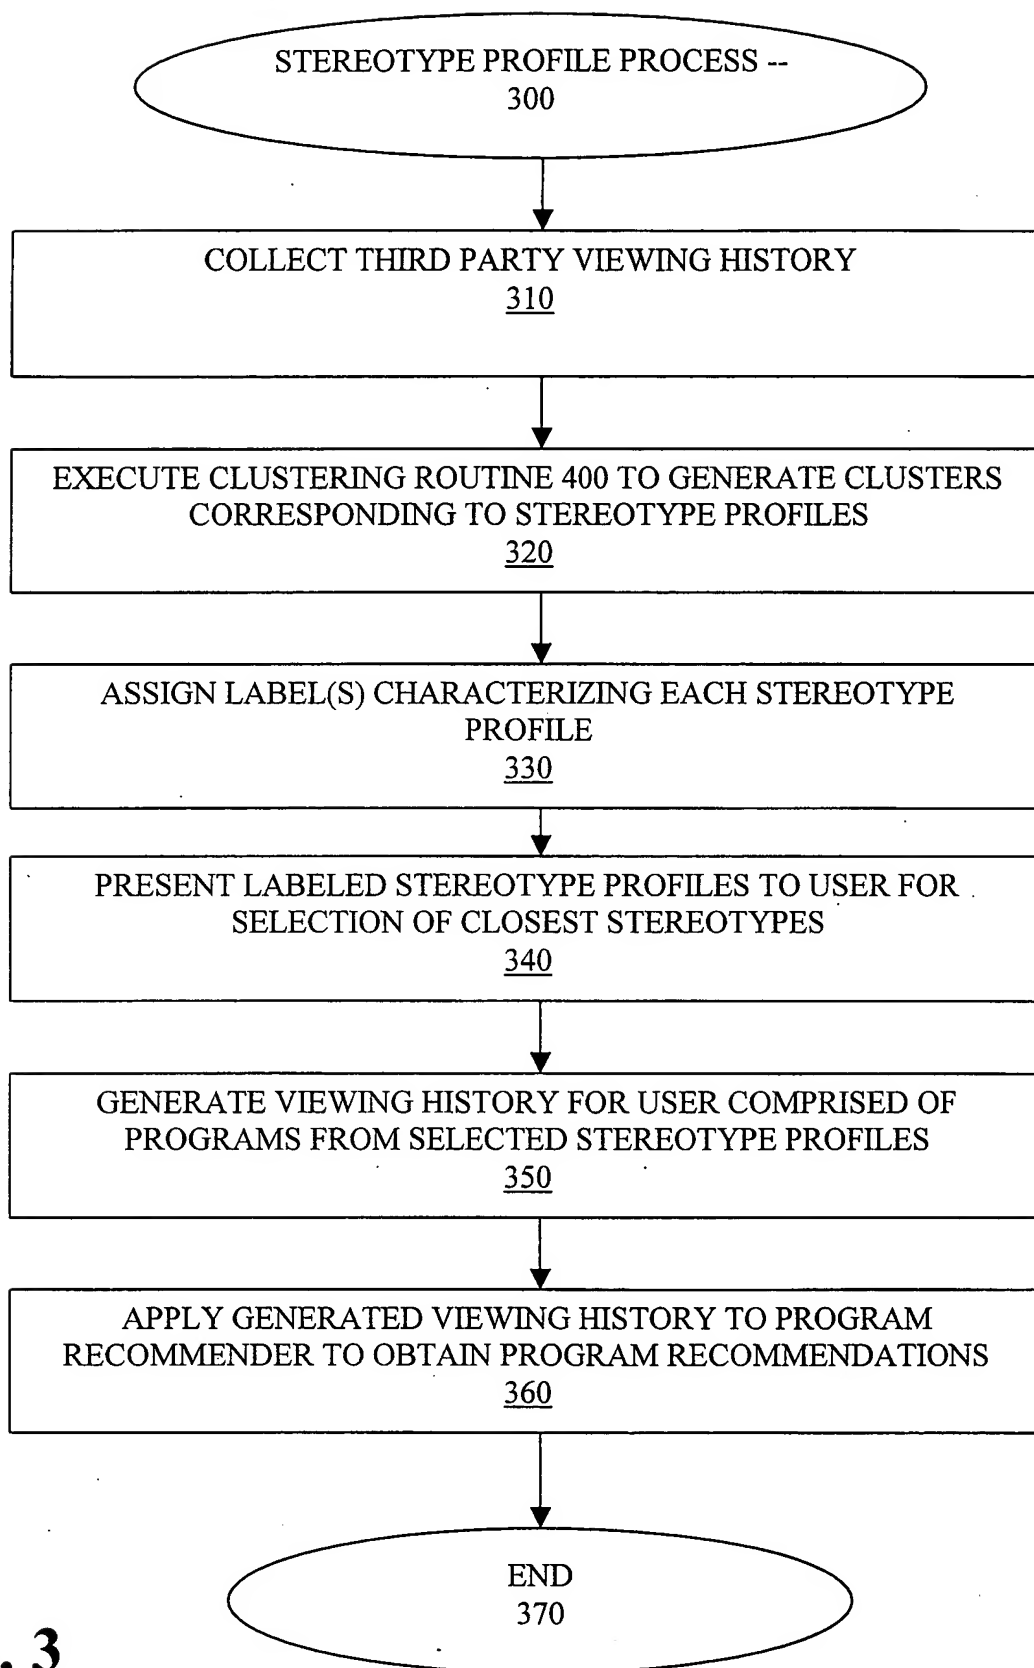 STEREOTYPE PROFILE PROCESS --
300
COLLECT THIRD PARTY VIEWING HISTORY
310
EXECUTE CLUSTERING ROUTINE 400 TO GENERATE CLUSTERS
CORRESPONDING TO STEREOTYPE PROFILES
320
ASSIGN LABEL(S) CHARACTERIZING EACH STEREOTYPE
PROFILE
330
PRESENT LABELED STEREOTYPE PROFILES TO USER FOR
SELECTION OF CLOSEST STEREOTYPES
340
GENERATE VIEWING HISTORY FOR USER COMPRISED OF
PROGRAMS FROM SELECTED STEREOTYPE PROFILES
350
APPLY GENERATED VIEWING HISTORY TO PROGRAM
RECOMMENDER TO OBTAIN PROGRAM RECOMMENDATIONS
360
END
370
. 3